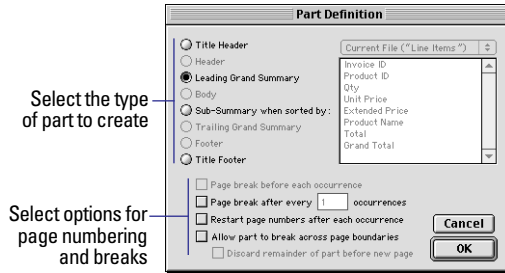 Part Definition
Title Header
Header
Leading Grand Summary
Body
Sub-Summary when sorted by:
Trailing Grand Summary
Footer
Title Footer
Current File ("Line Items")
Invoice ID
Product ID
Qty
Unit Price
Extended Price
Product Name
Total
Grand Total
Select the type
of part to create
Page break before each occurrence
Page break after every 1 occurrences
Restart page numbers after each occurrence
Allow part to break across page boundaries
Discard remainder of part before new page
Select options for
page numbering
and breaks
Cancel
OK